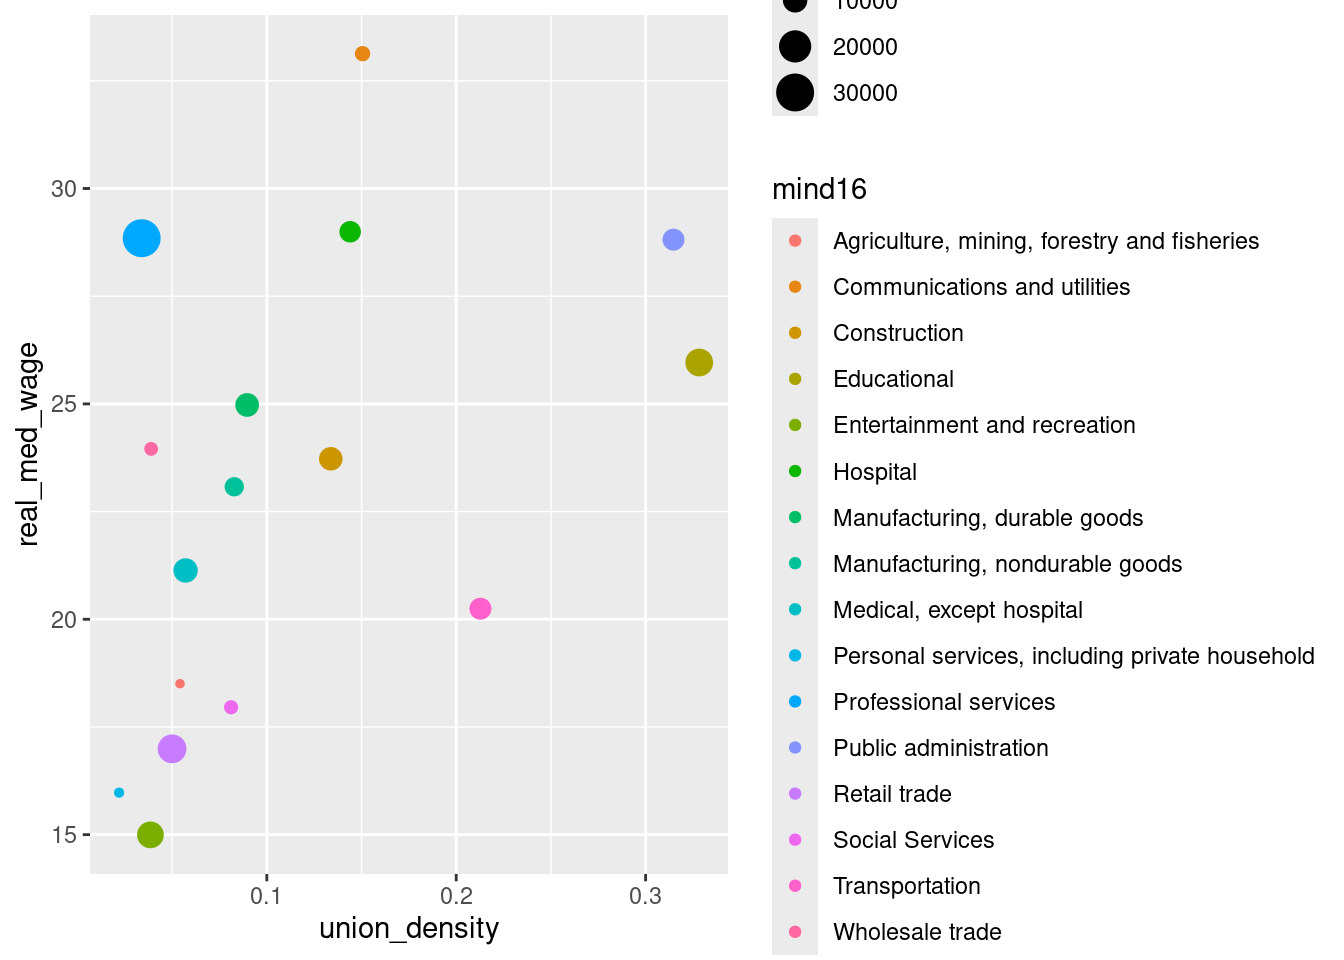 10000
20000
30000
mind16
Agriculture, mining, forestry and fisheries
Communications and utilities
Construction
Educational
Entertainment and recreation
Hospital
Manufacturing, durable goods
Manufacturing, nondurable goods
Medical, except hospital
Personal services, including private household
Professional services
Public administration
Retail trade
Social Services
Transportation
Wholesale trade
real_med_wage
30
25
20
15
0.1
0.2
0.3
union_density